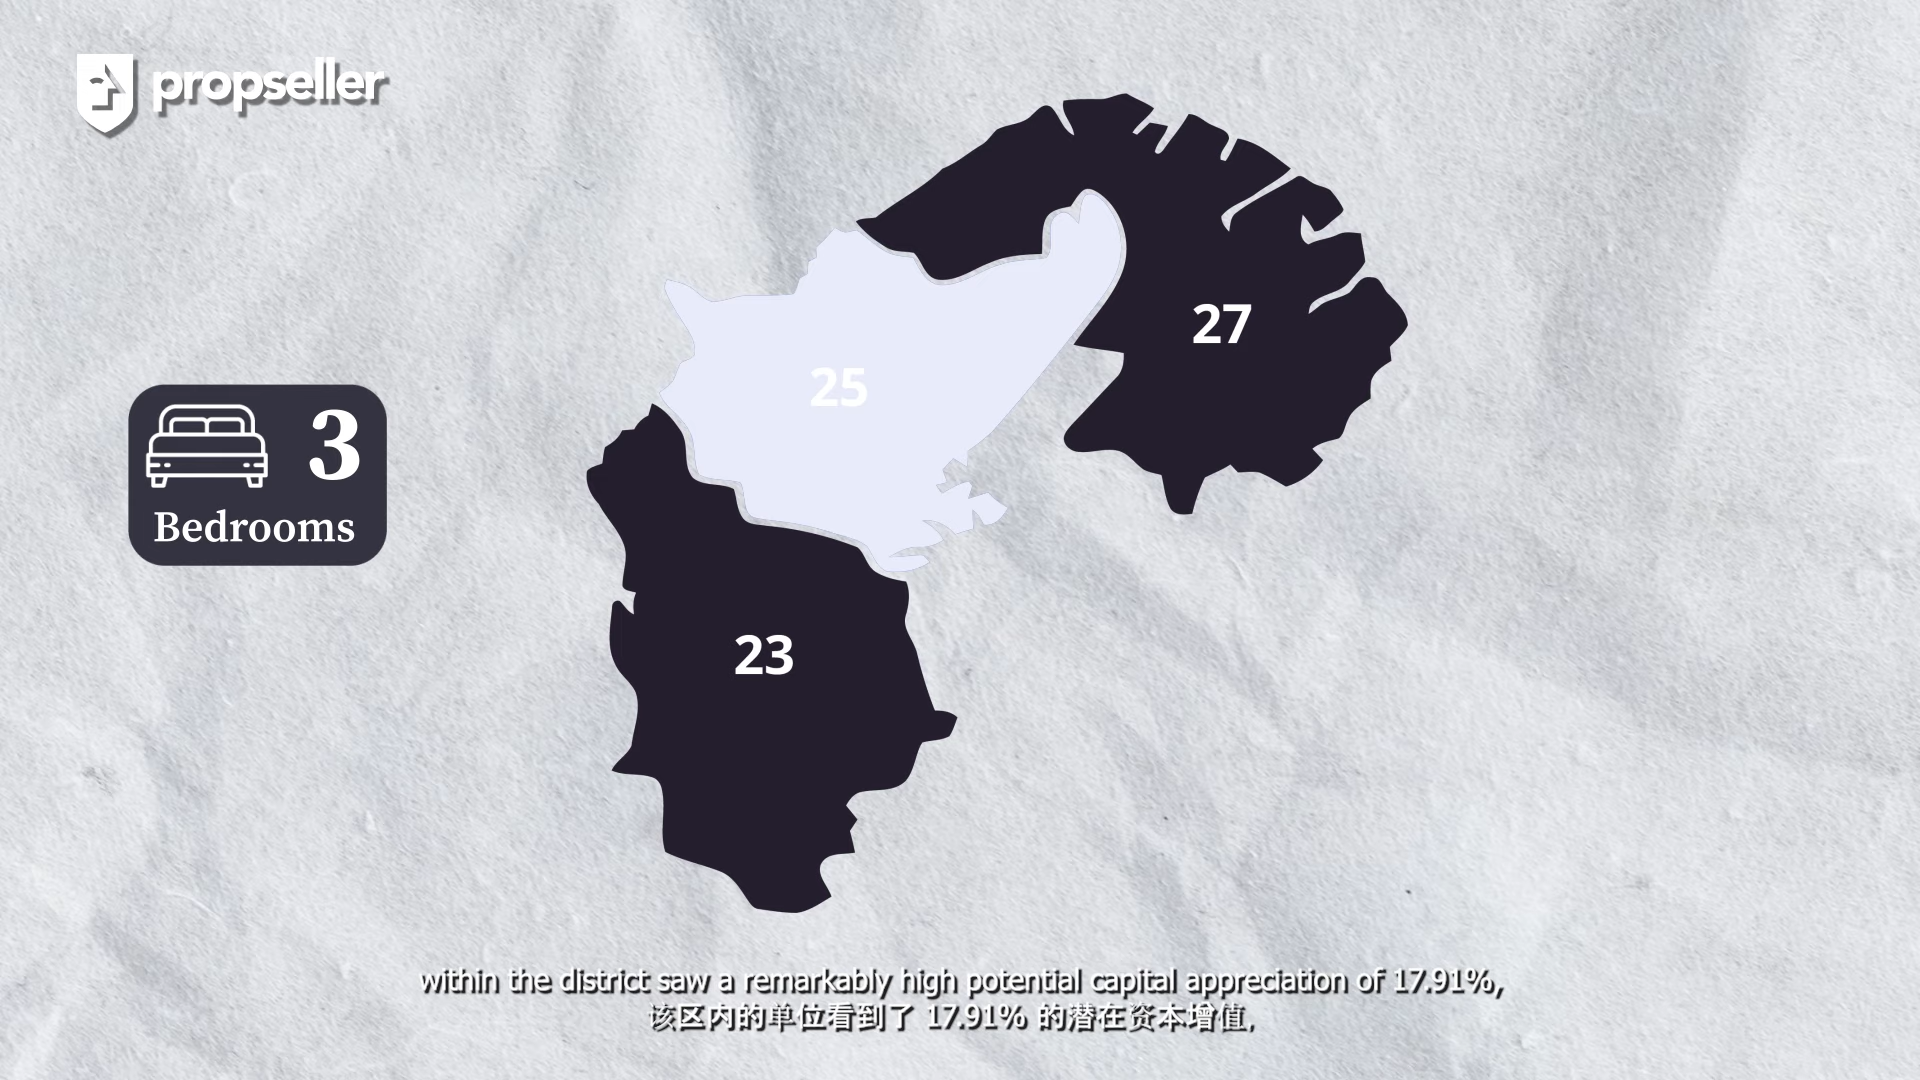 propseller
27
25
3
Bedrooms
23
within the district saw a remarkably high potential capital appreciation of 17.91%,
该区内的单位看到了 17.91% 的潜在资本增值,